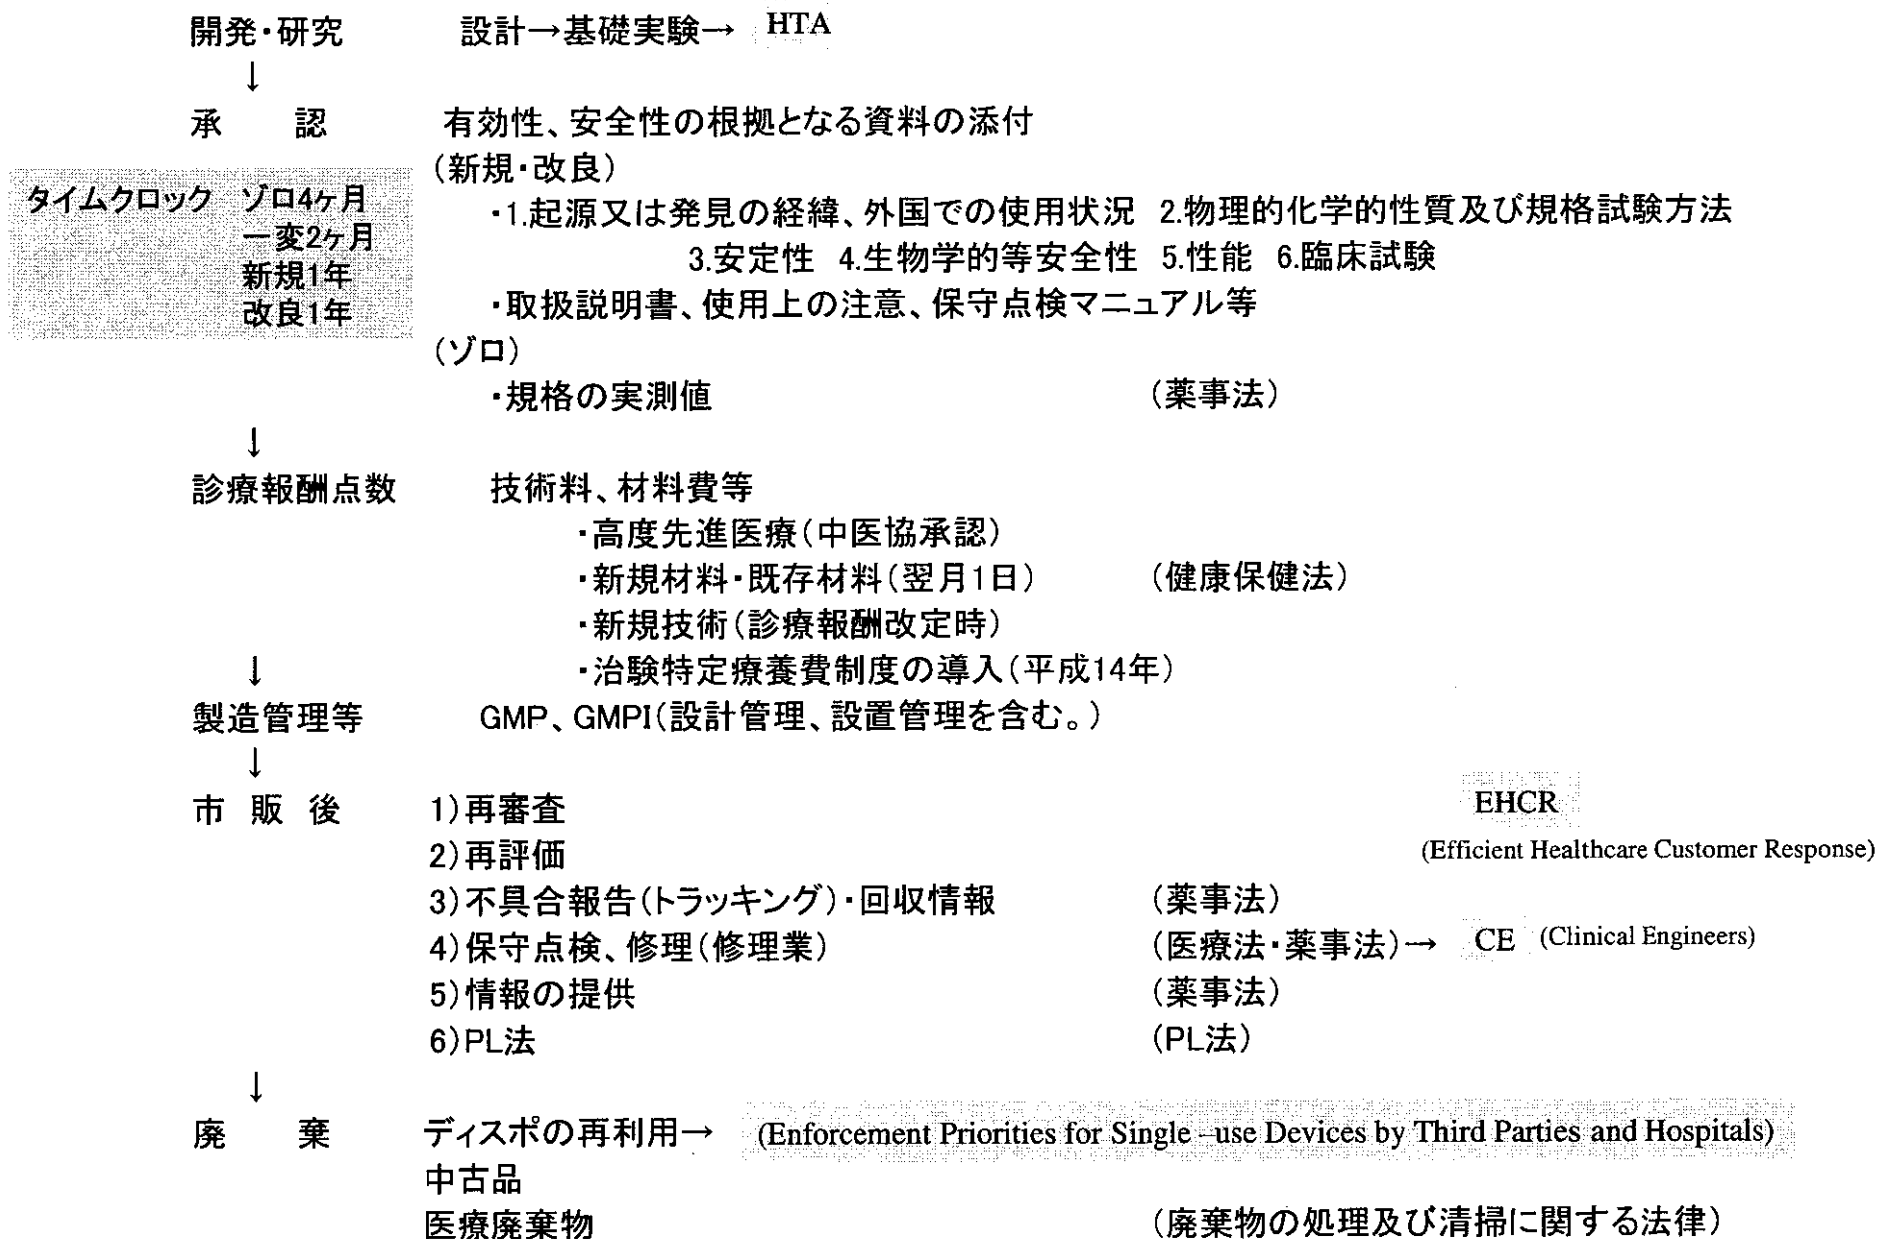 開発・研究　設計→基礎実験→ HTA
↓
承　認　有効性、安全性の根拠となる資料の添付
(新規・改良)
タイムクロック ゾロ4ヶ月
一変2ヶ月
新規1年
改良1年
・1.起源又は発見の経緯、外国での使用状況 2.物理的化学的性質及び規格試験方法
3.安定性 4.生物学的等安全性 5.性能 6.臨床試験
・取扱説明書、使用上の注意、保守点検マニュアル等
(ゾロ)
・規格の実測値 (薬事法)
↓
診療報酬点数　技術料、材料費等
・高度先進医療(中医協承認)
・新規材料・既存材料(翌月1日) (健康保健法)
・新規技術(診療報酬改定時)
↓ ・治験特定療養費制度の導入(平成14年)
製造管理等　GMP、GMPI(設計管理、設置管理を含む。)
↓
市 販 後 1)再審査 EHCR
2)再評価 (Efficient Healthcare Customer Response)
3)不具合報告(トラッキング)・回収情報 (薬事法)
4)保守点検、修理(修理業) (医療法・薬事法)→ CE (Clinical Engineers)
5)情報の提供 (薬事法)
6)PL法 (PL法)
↓
廃　棄　ディスポの再利用→ (Enforcement Priorities for Single –use Devices by Third Parties and Hospitals)
中古品
医療廃棄物 (廃棄物の処理及び清掃に関する法律)